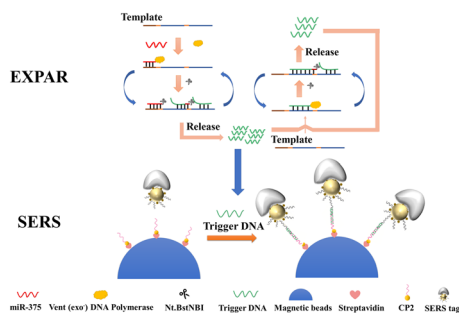 Template
EXPAR
Release
Release
Template
Trigger DNA
SERS
miR-375 Vent (exo-) DNA Polymerase Nt.BstNBI Trigger DNA Magnetic beads Streptavidin CP2 SERS tag